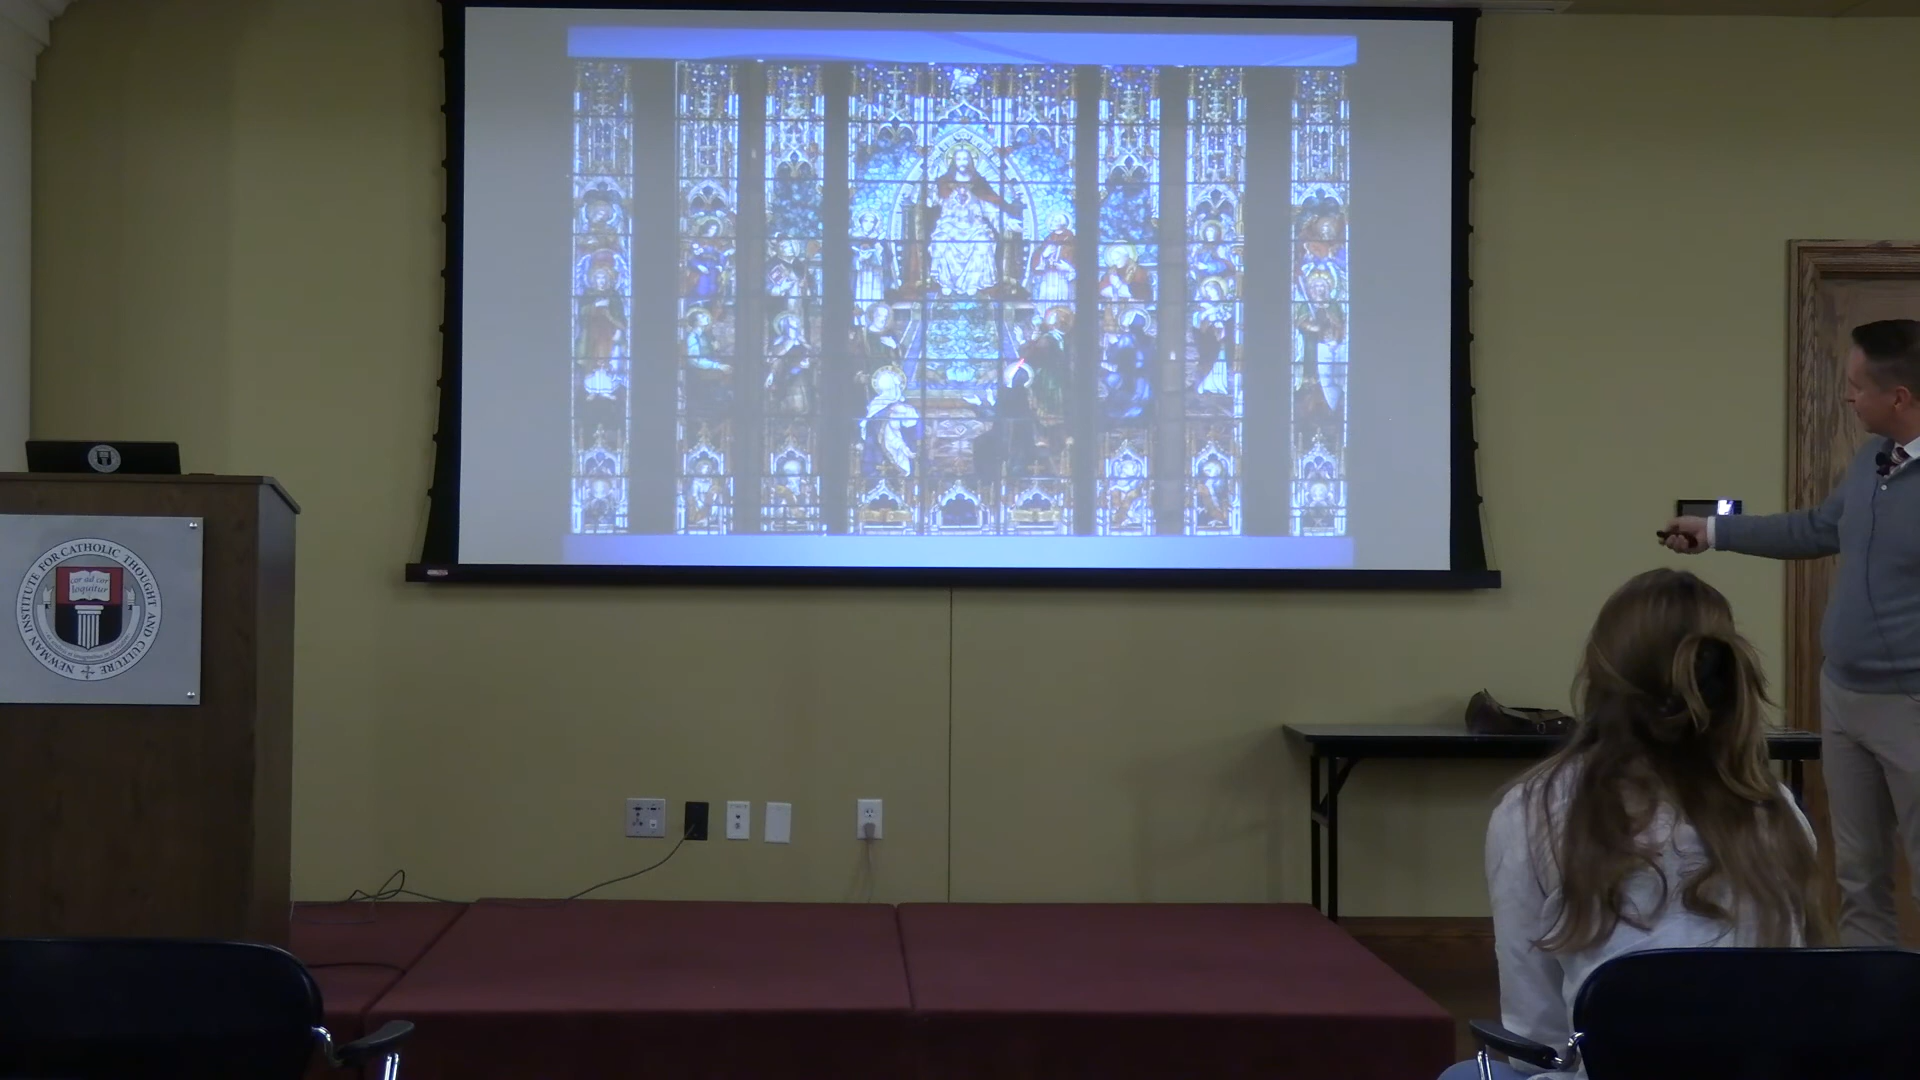 NEWMAN INSTITUTE FOR CATHOLIC THOUGHT AND CULTURE
cor ad cor
loquitur